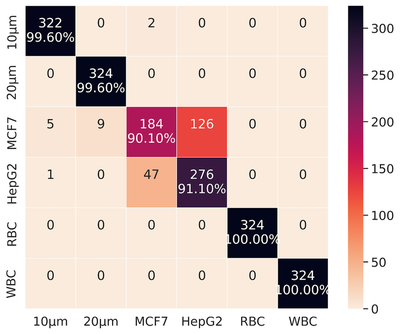 10μm 322 0 2 0 0 0
99.60%
20μm 0 324 0 0 0 0
99.60%
MCF7 5 9 184 126 0 0
90.10%
HepG2 1 0 47 276 0 0
91.10%
RBC 0 0 0 0 324 0
100.00%
WBC 0 0 0 0 0 324
100.00%
10μm 20μm MCF7 HepG2 RBC WBC
300
250
200
150
100
50
0